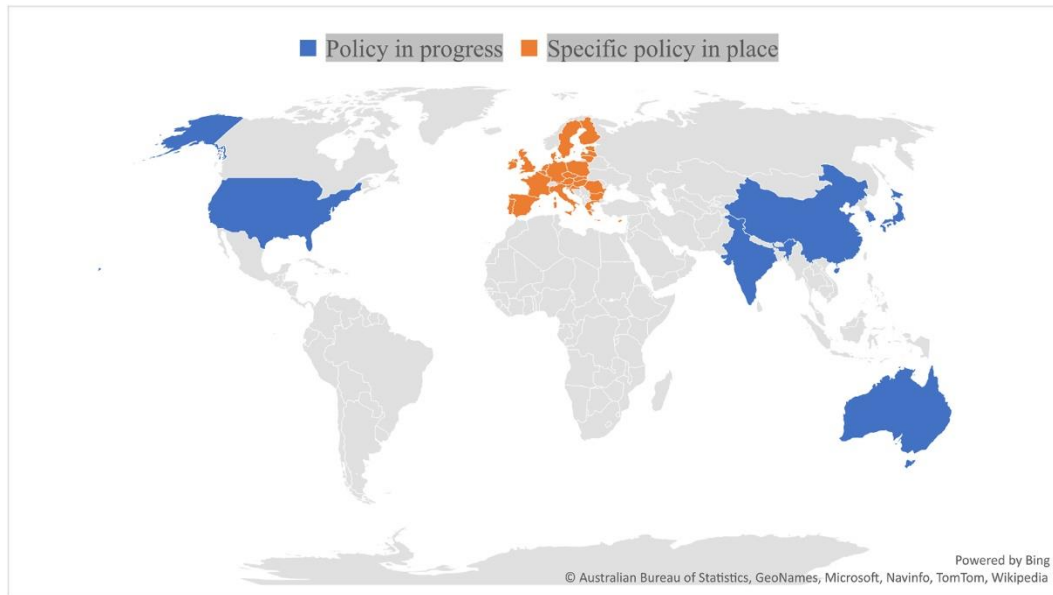 Policy in progress Specific policy in place
Powered by Bing
© Australian Bureau of Statistics, GeoNames, Microsoft, Navinfo, TomTom, Wikipedia